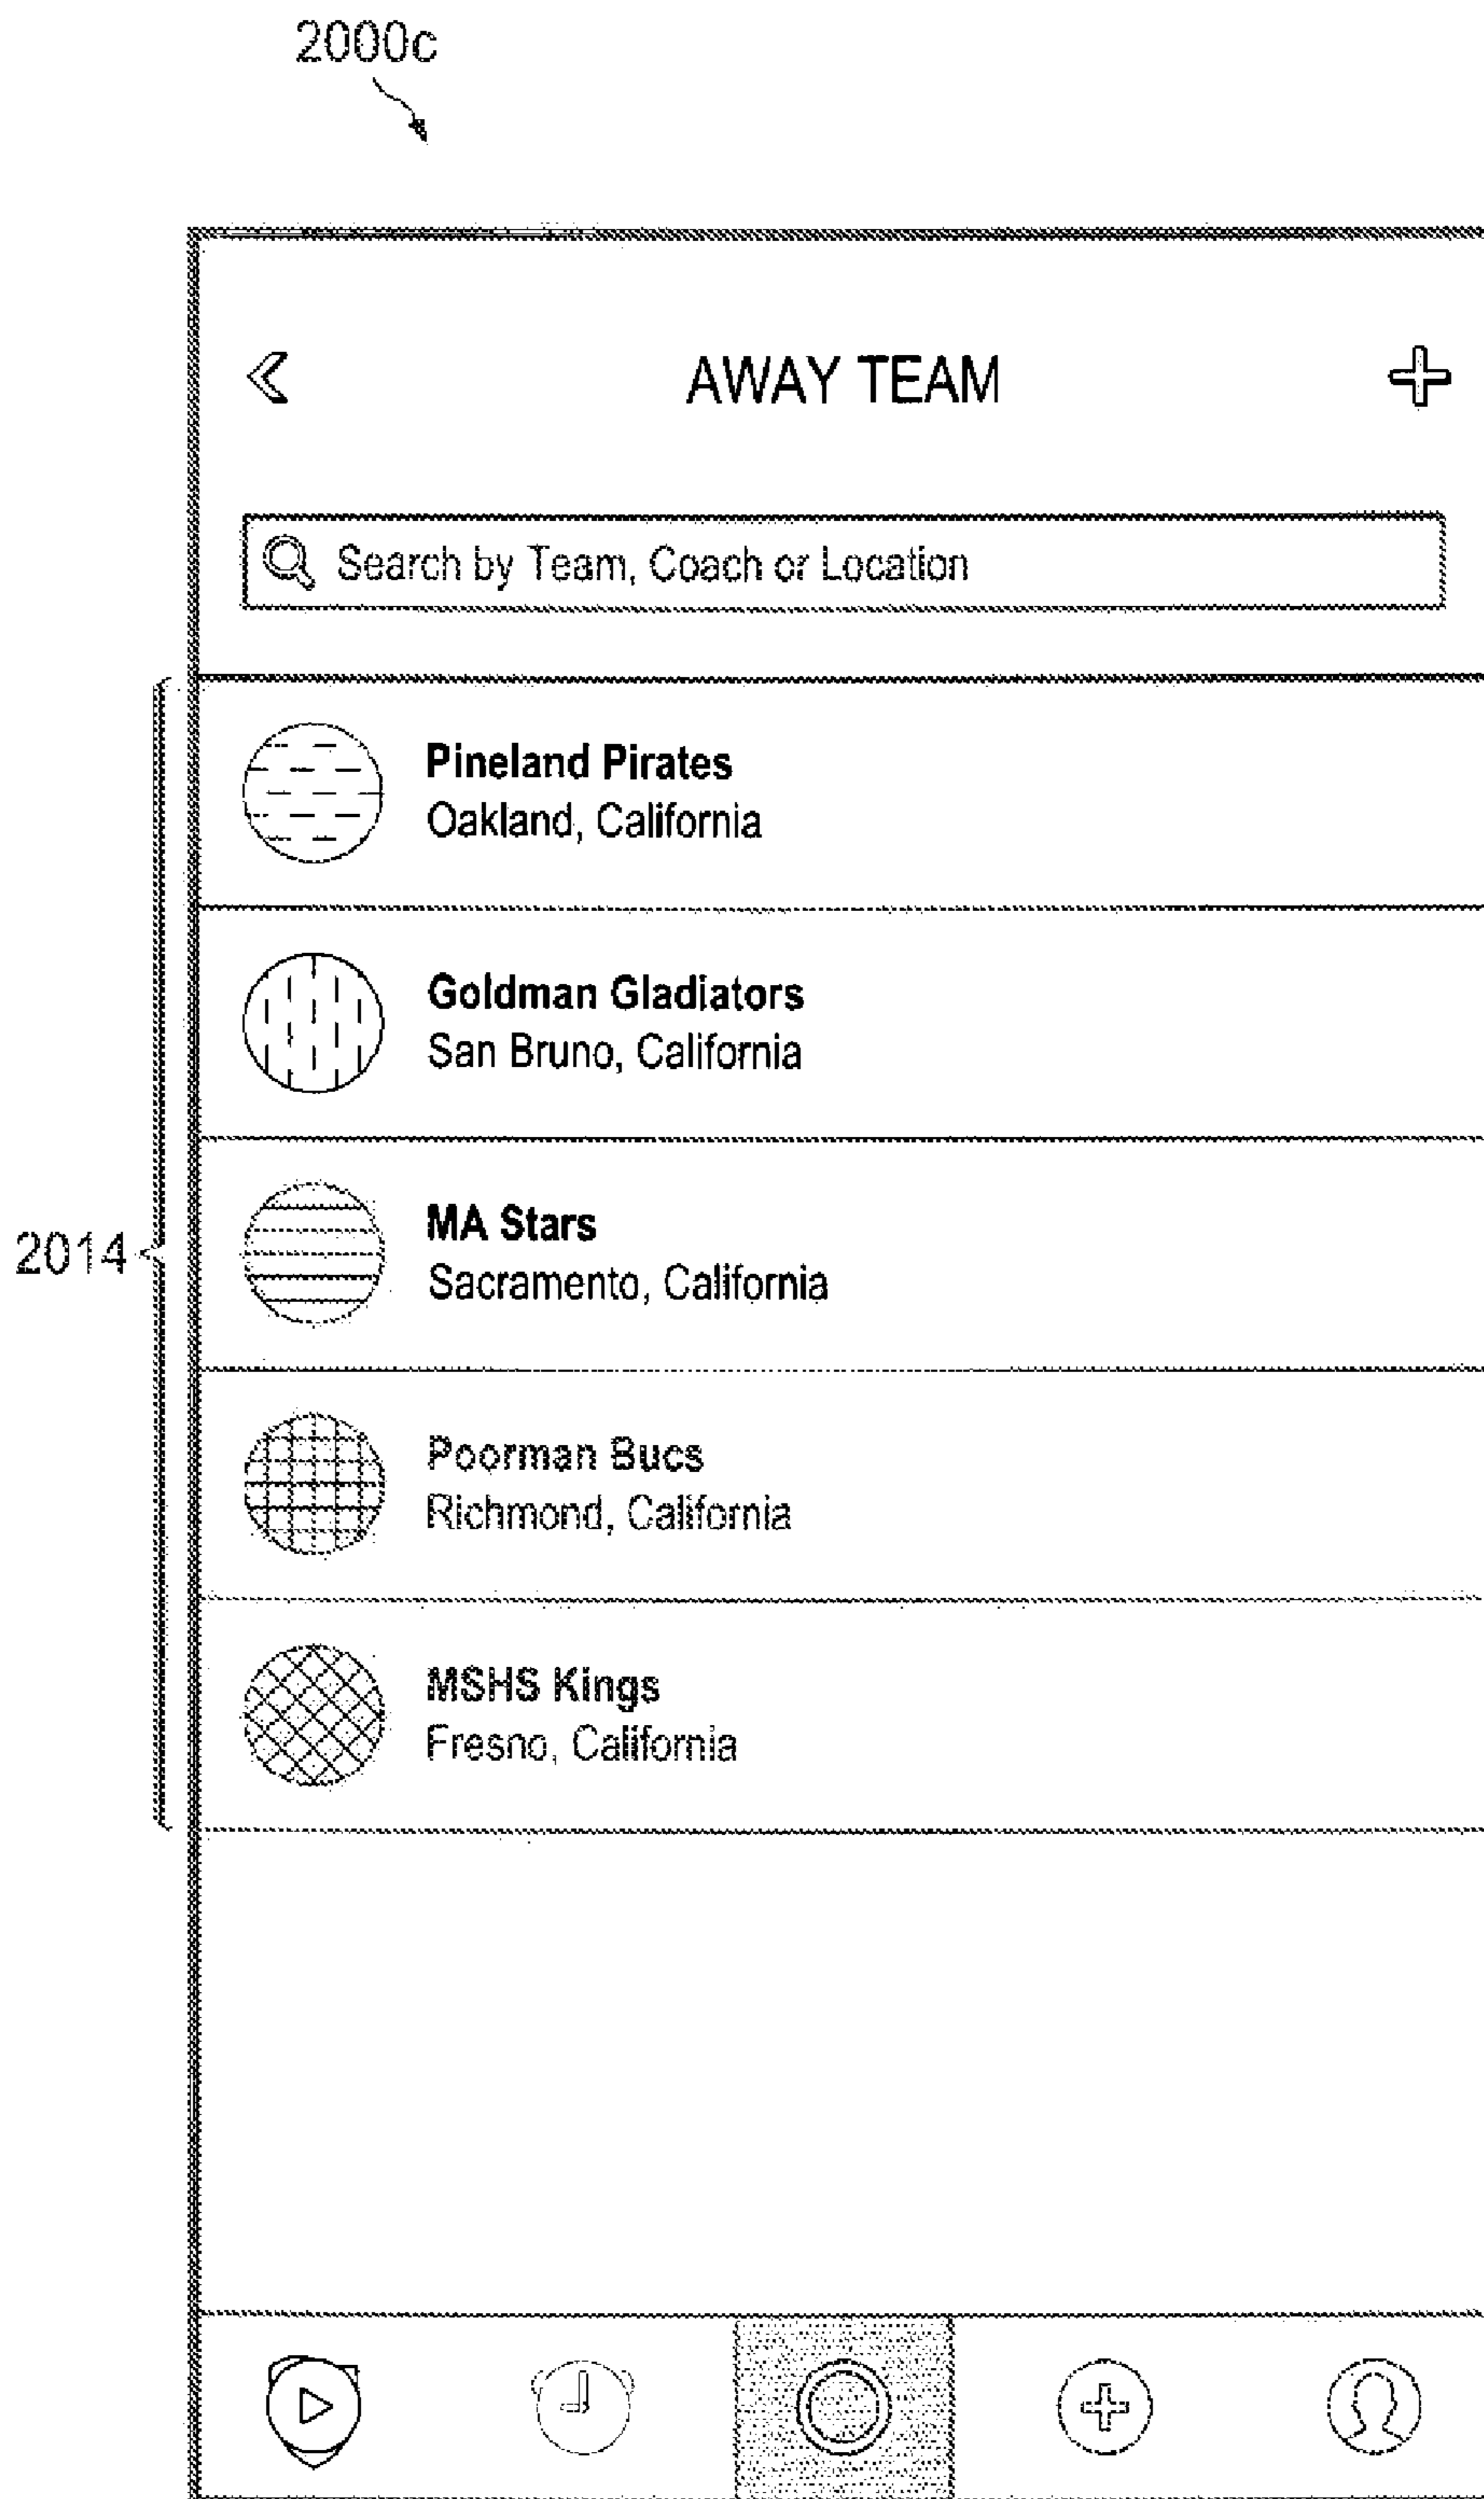 2000c
AWAY TEAM
Search by Team, Coach or Location
Pineland Pirates
Oakland, California
Goldman Gladiators
San Bruno, California
MA Stars
Sacramento, California
2014
Poorman Bucs
Richmond, California
MSHS Kings
Fresno, California